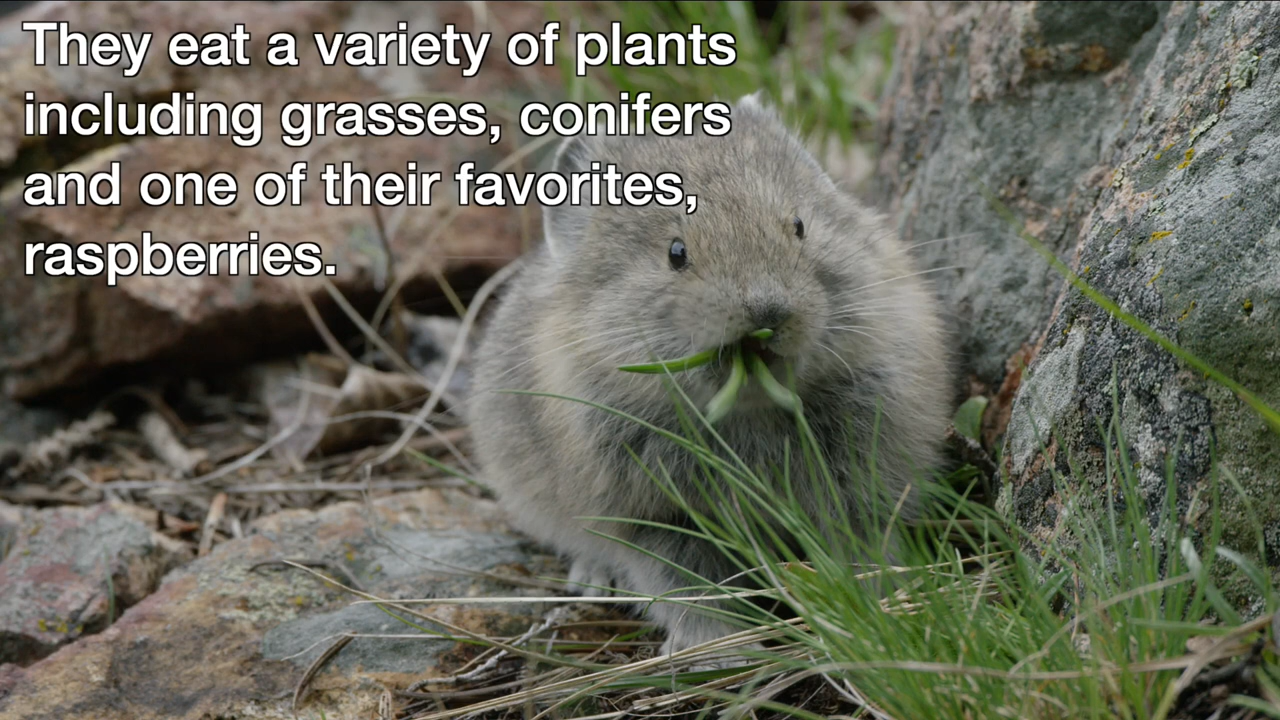 They eat a variety of plants
including grasses, conifers
and one of their favorites,
raspberries.